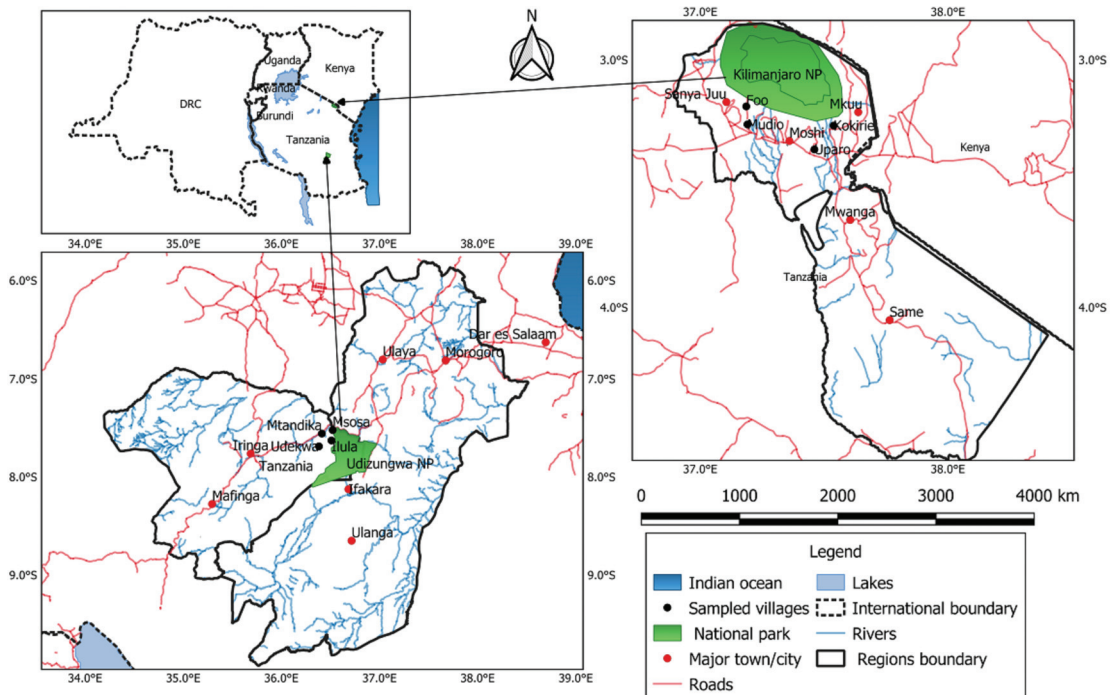 N
Uganda
Kenya
DRC
Rwanda
Burundi
Tanzania
37.0°E 38.0°E
3.0°S 3.0°S
Kilimanjaro NP
Sanya Juu Foo Mkuu
Mudio Moshi Kokirie
Uparo Kenya
Mwanga
Tanzania
4.0°S 4.0°S
Same
37.0°E 38.0°E
34.0°E 35.0°E 36.0°E 37.0°E 38.0°E 39.0°E
6.0°S 6.0°S
Dar es Salaam
Ulaya Morogoro
7.0°S 7.0°S
Mtandika Msosa
Iringa Udekwa Ilula
Tanzania Udizungwa NP
8.0°S 8.0°S
Mafinga Ifakara
Ulanga
9.0°S 9.0°S
34.0°E 35.0°E 36.0°E 37.0°E 38.0°E 39.0°E
0 1000 2000 3000 4000 km
Legend
Indian ocean Lakes
Sampled villages International boundary
National park Rivers
Major town/city Regions boundary
Roads